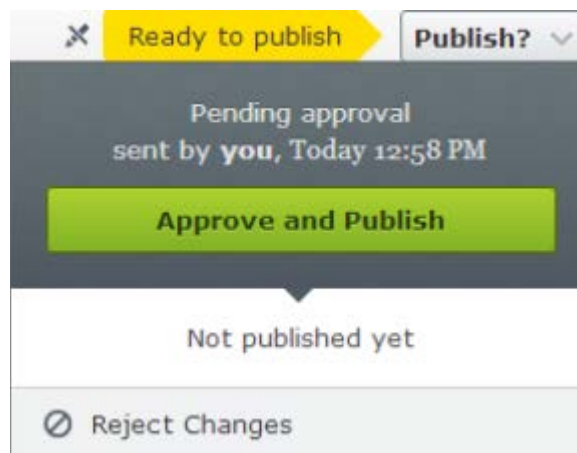 Ready to publish Publish?
Pending approval
sent by you, Today 12:58 PM
Approve and Publish
Not published yet
Reject Changes